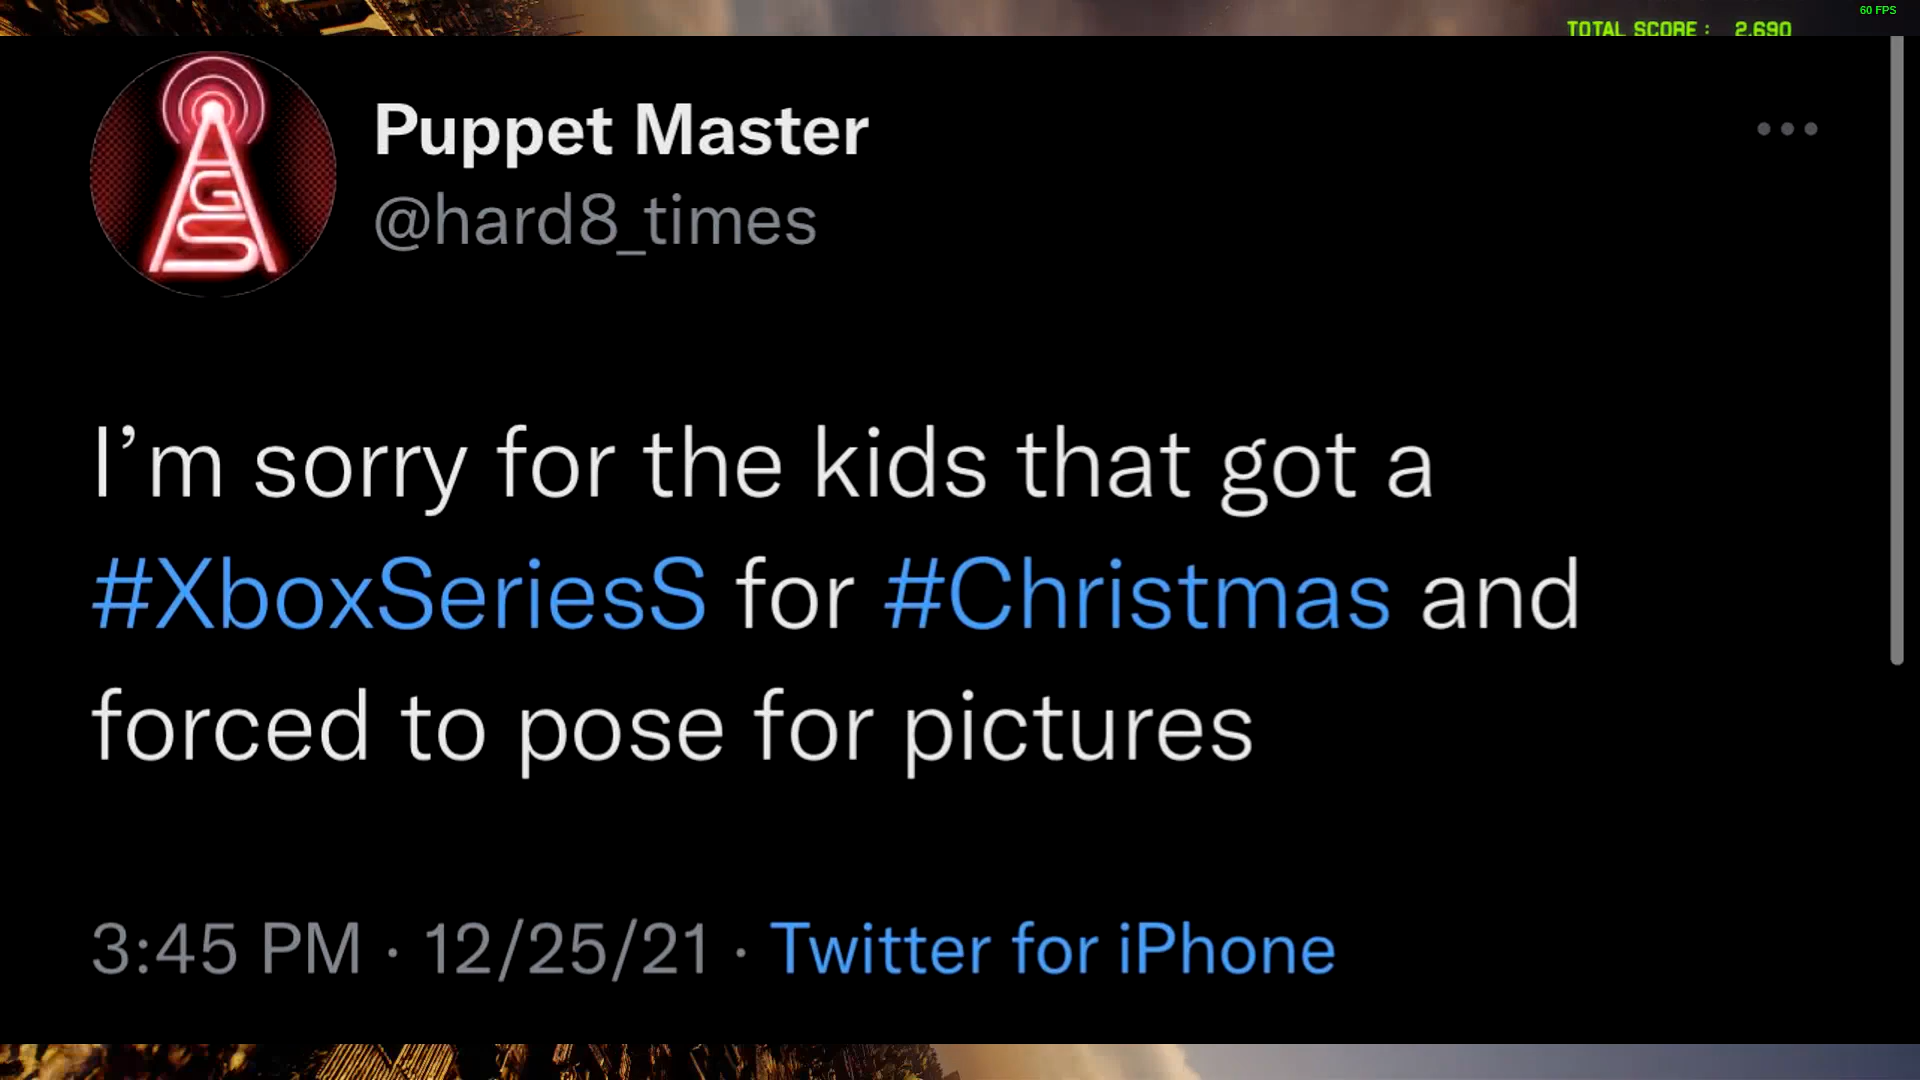 60 FPS
TOTAL SCORE : 2,690
GS
Puppet Master
@hard8_times
I’m sorry for the kids that got a
#XboxSeriesS for #Christmas and
forced to pose for pictures
3:45 PM · 12/25/21 · Twitter for iPhone